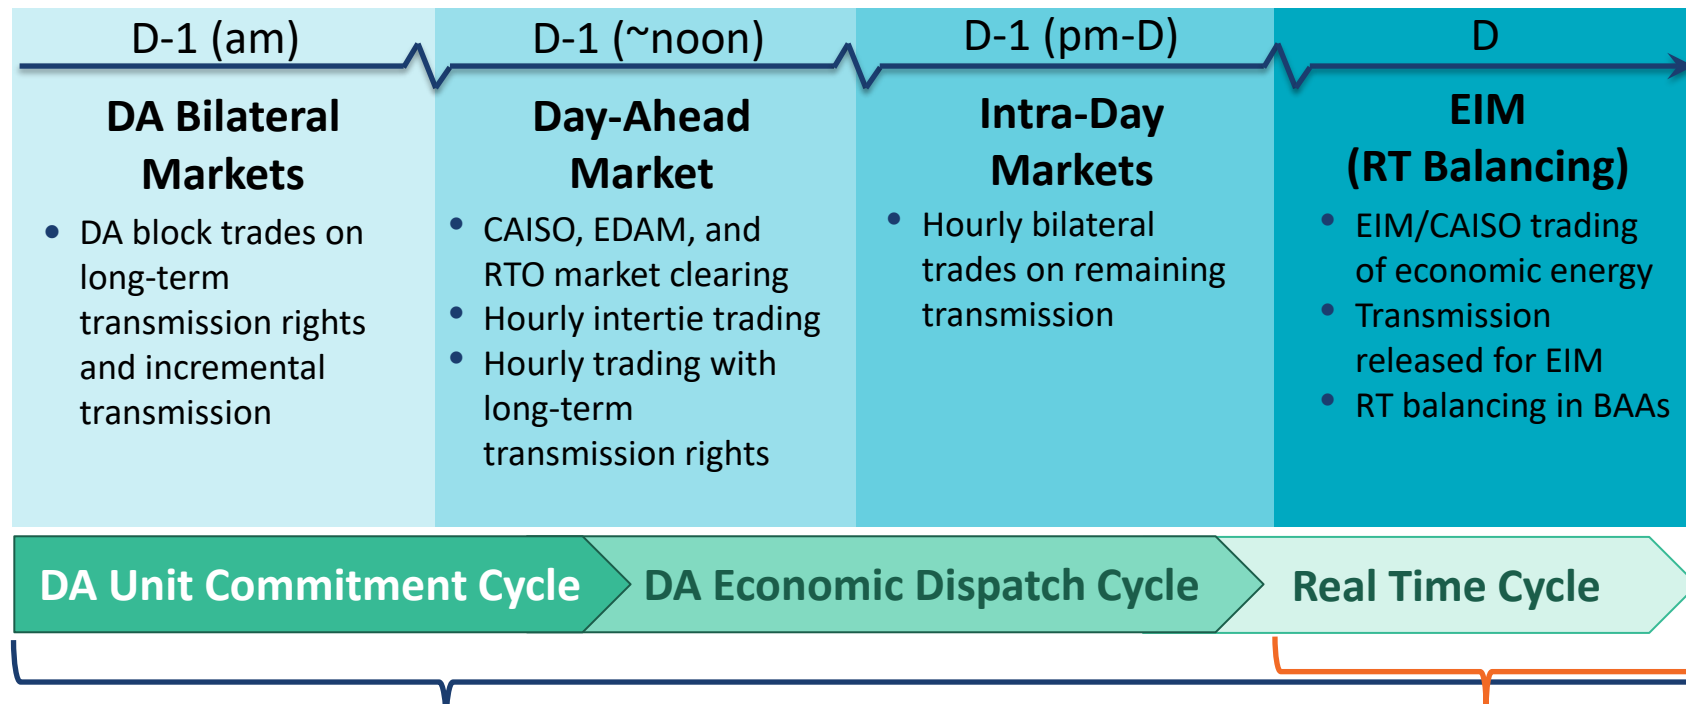 D-1 (am)
DA Bilateral
Markets
• DA block trades on
long-term
transmission rights
and incremental
transmission
D-1 (~noon)
Day-Ahead
Market
• CAISO, EDAM, and
RTO market clearing
• Hourly intertie trading
• Hourly trading with
long-term
transmission rights
D-1 (pm-D)
Intra-Day
Markets
• Hourly bilateral
trades on remaining
transmission
D
EIM
(RT Balancing)
• EIM/CAISO trading
of economic energy
• Transmission
released for EIM
• RT balancing in BAAs
DA Unit Commitment Cycle
DA Economic Dispatch Cycle
Real Time Cycle